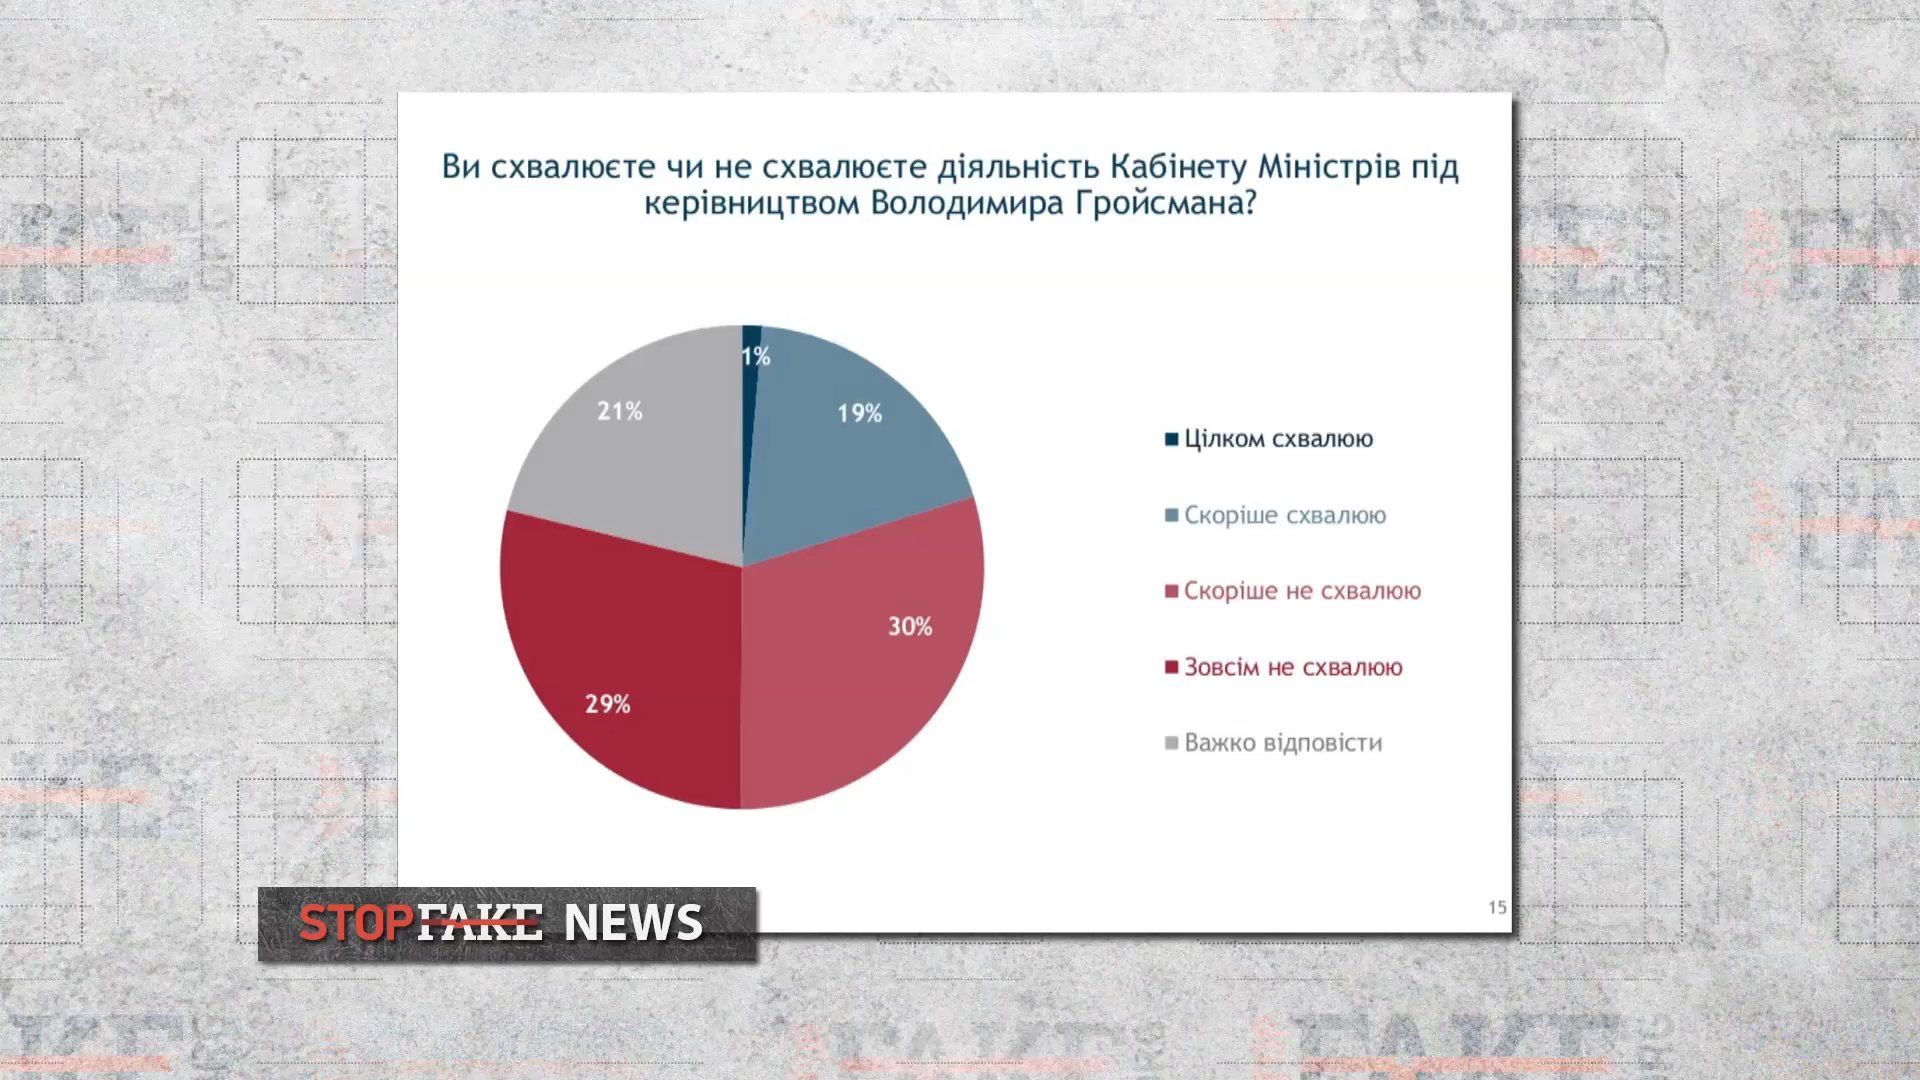 Ви схвалюєте чи не схвалюєте діяльність Кабінету Міністрів під
керівництвом Володимира Гройсмана?
1%
19%
21%
30%
29%
Цілком схвалюю
Скоріше схвалюю
Скоріше не схвалюю
Зовсім не схвалюю
Важко відповісти
15
STOPFAKE NEWS